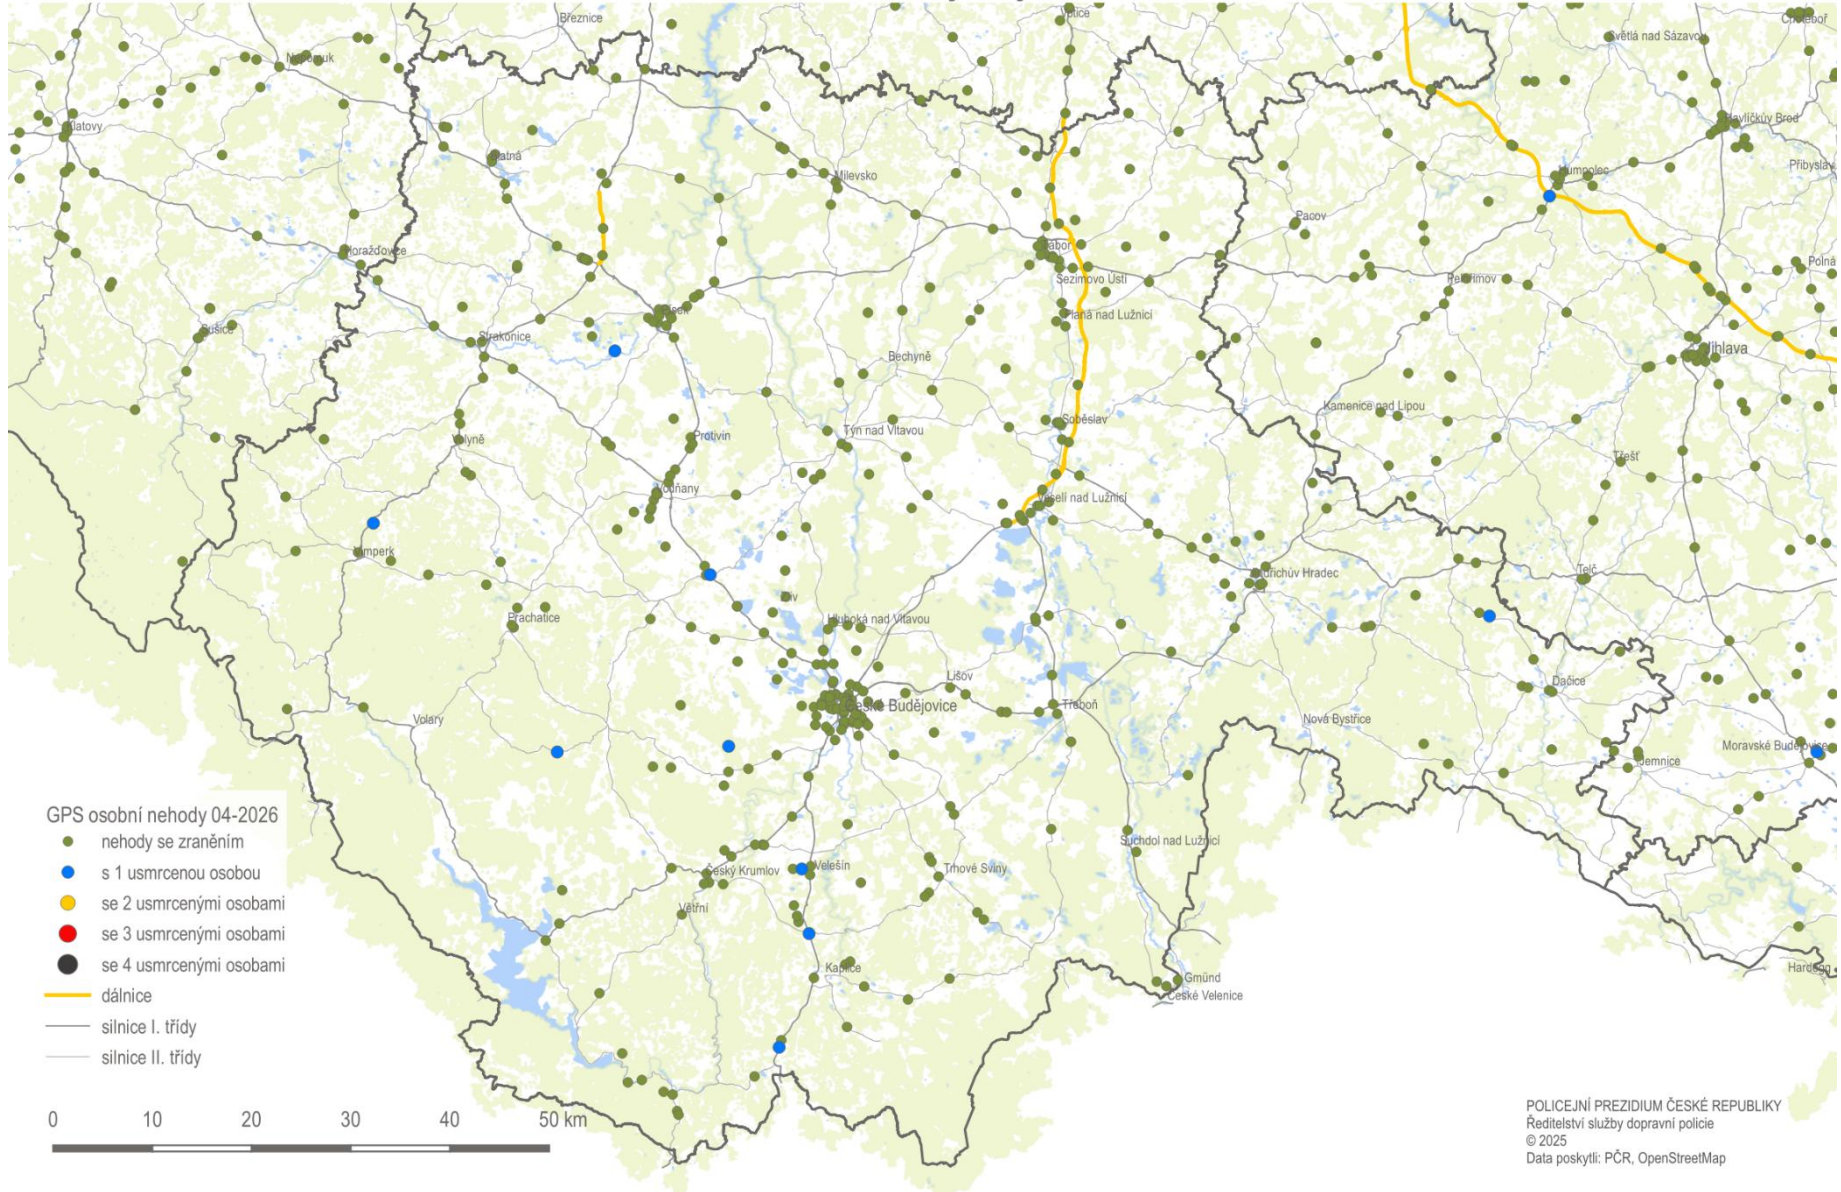 Březnice
Votice
Chotěboř
Světlá nad Sázavou
Nepomuk
Klatovy
Havlíčkův Brod
Blatná
Milevsko
Humpolec
Přibyslav
Pacov
Horažďovice
Tábor
Sezimovo Ústí
Polná
Pelhřimov
Písek
Planá nad Lužnicí
Sušice
Strakonice
Jihlava
Bechyně
Kamenice nad Lipou
Soběslav
Týn nad Vltavou
Protivín
Volyně
Třešť
Vodňany
Veselí nad Lužnicí
Vimperk
Jindřichův Hradec
Telč
Zliv
Prachatice
Hluboká nad Vltavou
Lišov
Dačice
České Budějovice
Třeboň
Volary
Nová Bystřice
Moravské Budějovice
Jemnice
GPS osobní nehody 04-2026
nehody se zraněním
s 1 usmrcenou osobou
se 2 usmrcenými osobami
se 3 usmrcenými osobami
se 4 usmrcenými osobami
dálnice
silnice I. třídy
silnice II. třídy
Suchdol nad Lužnicí
Velešín
Trhové Sviny
Český Krumlov
Větřní
Kaplice
Gmünd
České Velenice
Hardegg
0 10 20 30 40 50 km
POLICEJNÍ PREZIDIUM ČESKÉ REPUBLIKY
Ředitelství služby dopravní policie
© 2025
Data poskytli: PČR, OpenStreetMap